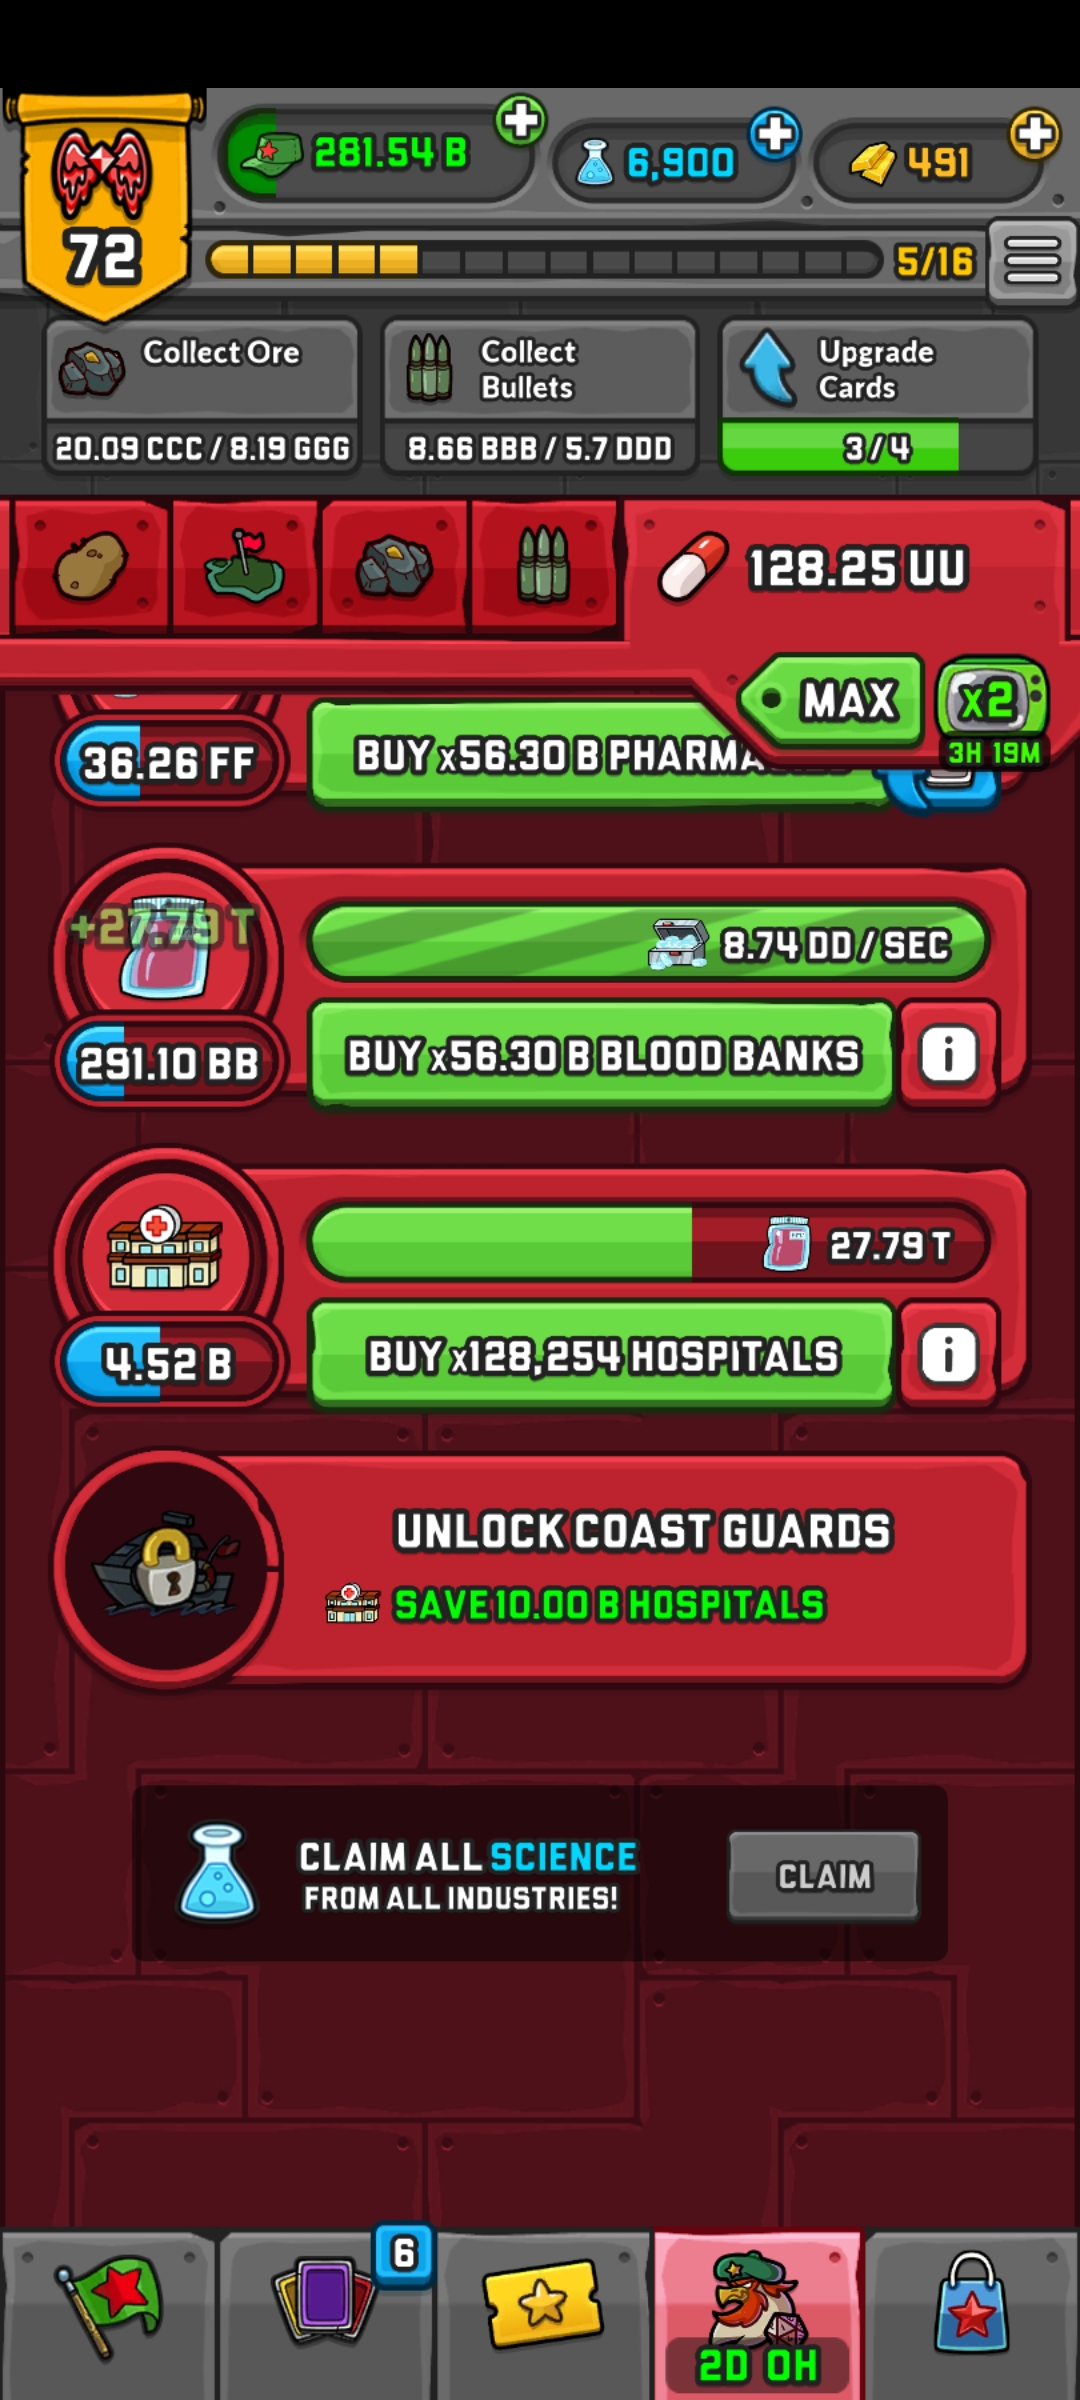 281.54 B
6,900
491
72
5/16
Collect Ore
20.09 CCC / 8.19 GGG
Collect
Bullets
8.66 BBB / 5.7 DDD
Upgrade
Cards
3/4
128.25 UU
MAX
x2
3H 19M
36.26 FF
BUY x56.30 B
+27.79 T
8.74 DD / SEC
291.10 BB
BUY x56.30 B BLOOD BANKS
i
27.79 T
4.52 B
BUY x128,254 HOSPITALS
i
UNLOCK COAST GUARDS
SAVE 10.00 B HOSPITALS
CLAIM ALL SCIENCE
FROM ALL INDUSTRIES!
CLAIM
6
2D 0H